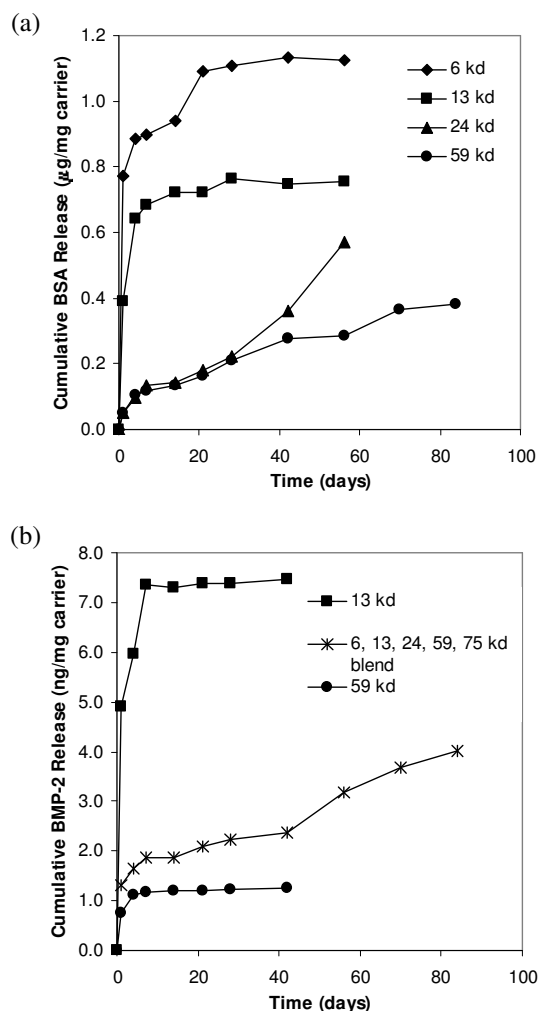 (a)
1.2
1.0
0.8
0.6
0.4
0.2
0.0
Cumulative BSA Release (µg/mg carrier)
6 kd
13 kd
24 kd
59 kd
0 20 40 60 80 100
Time (days)
(b)
8.0
7.0
6.0
5.0
4.0
3.0
2.0
1.0
0.0
Cumulative BMP-2 Release (ng/mg carrier)
13 kd
6, 13, 24, 59, 75 kd
blend
59 kd
0 20 40 60 80 100
Time (days)